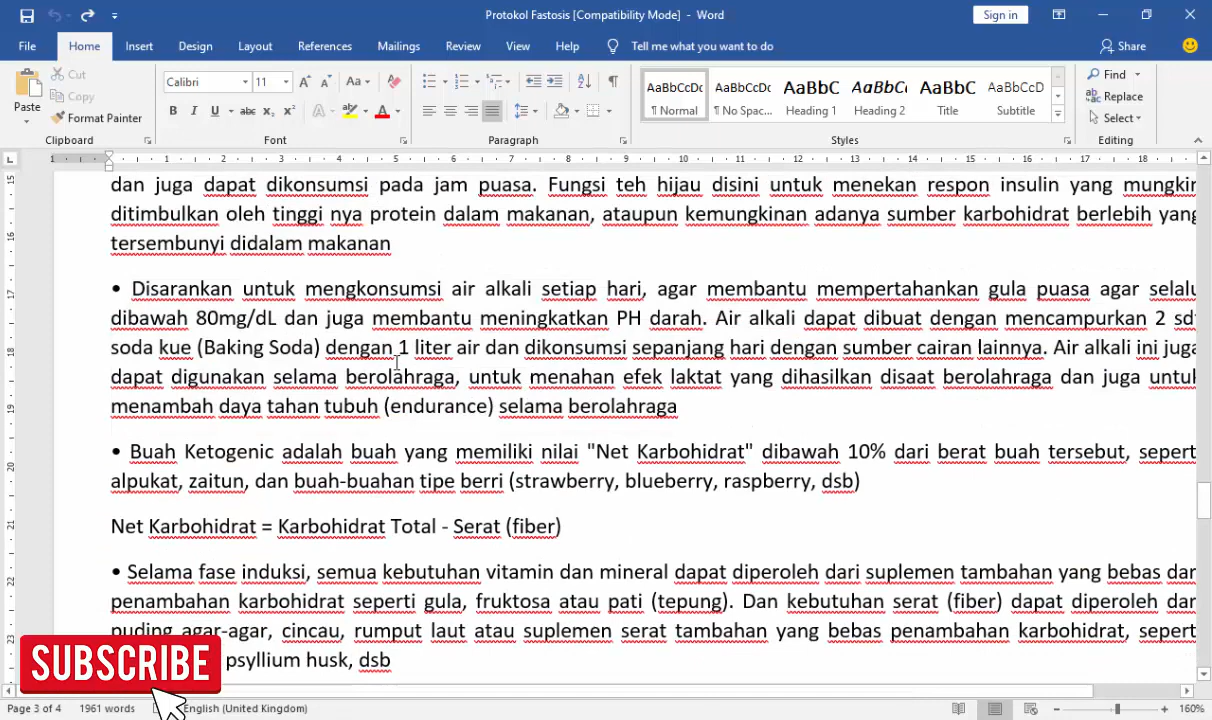 Protokol Fastosis [Compatibility Mode] - Word
Sign in
File Home Insert Design Layout References Mailings Review View Help Tell me what you want to do Share
Paste
Cut
Copy
Format Painter
Calibri 11
Normal
No Spac...
Heading 1
Heading 2
Title
Subtitle
Find
Replace
Select
Clipboard Font Paragraph Styles Editing
dan juga dapat dikonsumsi pada jam puasa. Fungsi teh hijau disini untuk menekan respon insulin yang mungkin
ditimbulkan oleh tinggi nya protein dalam makanan, ataupun kemungkinan adanya sumber karbohidrat berlebih yang
tersembunyi didalam makanan
• Disarankan untuk mengkonsumsi air alkali setiap hari, agar membantu mempertahankan gula puasa agar selalu
dibawah 80mg/dL dan juga membantu meningkatkan PH darah. Air alkali dapat dibuat dengan mencampurkan 2 sdt
soda kue (Baking Soda) dengan 1 liter air dan dikonsumsi sepanjang hari dengan sumber cairan lainnya. Air alkali ini juga
dapat digunakan selama berolahraga, untuk menahan efek laktat yang dihasilkan disaat berolahraga dan juga untuk
menambah daya tahan tubuh (endurance) selama berolahraga
• Buah Ketogenic adalah buah yang memiliki nilai "Net Karbohidrat" dibawah 10% dari berat buah tersebut, sepert
alpukat, zaitun, dan buah-buahan tipe berri (strawberry, blueberry, raspberry, dsb)
Net Karbohidrat = Karbohidrat Total - Serat (fiber)
• Selama fase induksi, semua kebutuhan vitamin dan mineral dapat diperoleh dari suplemen tambahan yang bebas dar
penambahan karbohidrat seperti gula, fruktosa atau pati (tepung). Dan kebutuhan serat (fiber) dapat diperoleh dar
puding agar-agar, cincau, rumput laut atau suplemen serat tambahan yang bebas penambahan karbohidrat, sepert
psyllium husk, dsb
SUBSCRIBE
Page 3 of 4 1961 words English (United Kingdom) 160%